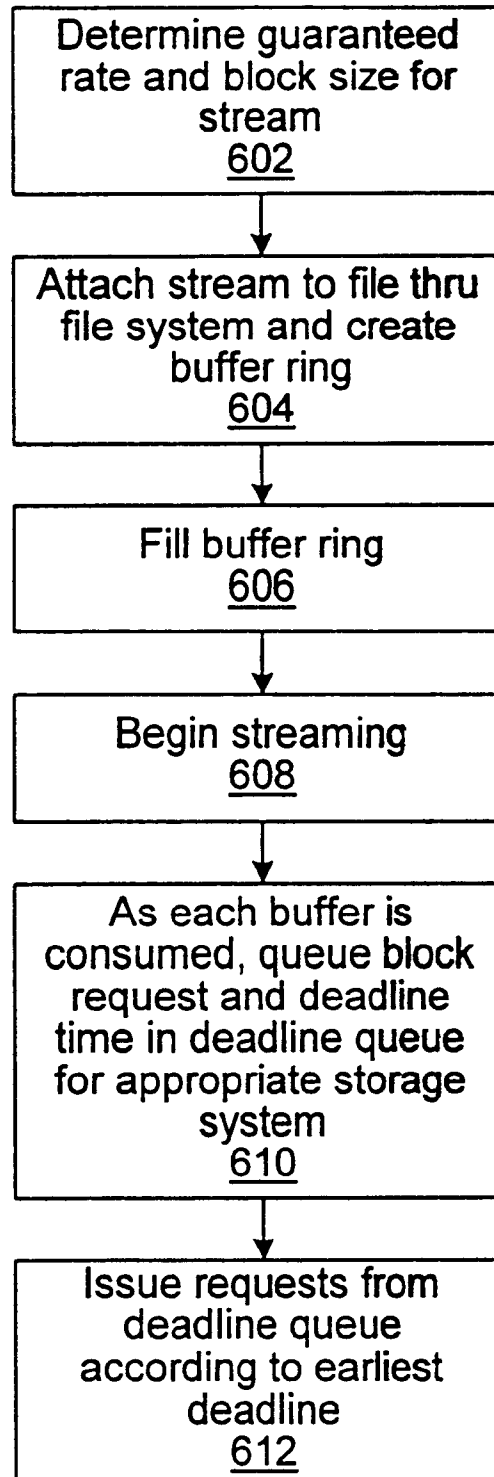 Determine guaranteed
rate and block size for
stream
602
Attach stream to file thru
file system and create
buffer ring
604
Fill buffer ring
606
Begin streaming
608
As each buffer is
consumed, queue block
request and deadline
time in deadline queue
for appropriate storage
system
610
Issue requests from
deadline queue
according to earliest
deadline
612